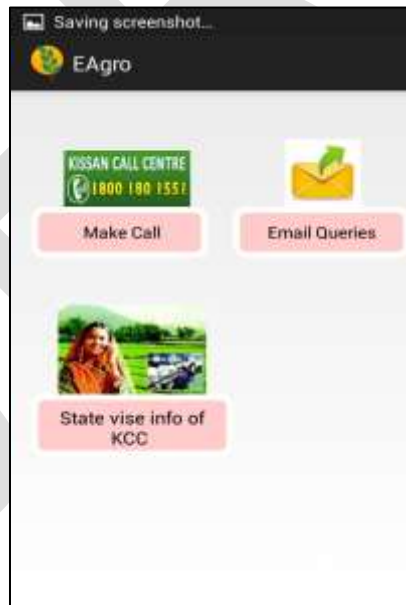 Saving screenshot...
EAgro
KISSAN CALL CENTRE
1800 180 1551
Make Call
Email Queries
State vise info of
KCC